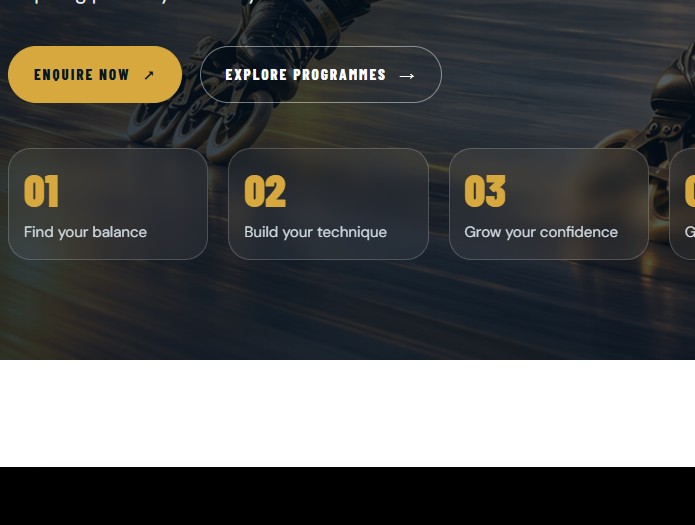 ENQUIRE NOW ↗
EXPLORE PROGRAMMES →
01
Find your balance
02
Build your technique
03
Grow your confidence